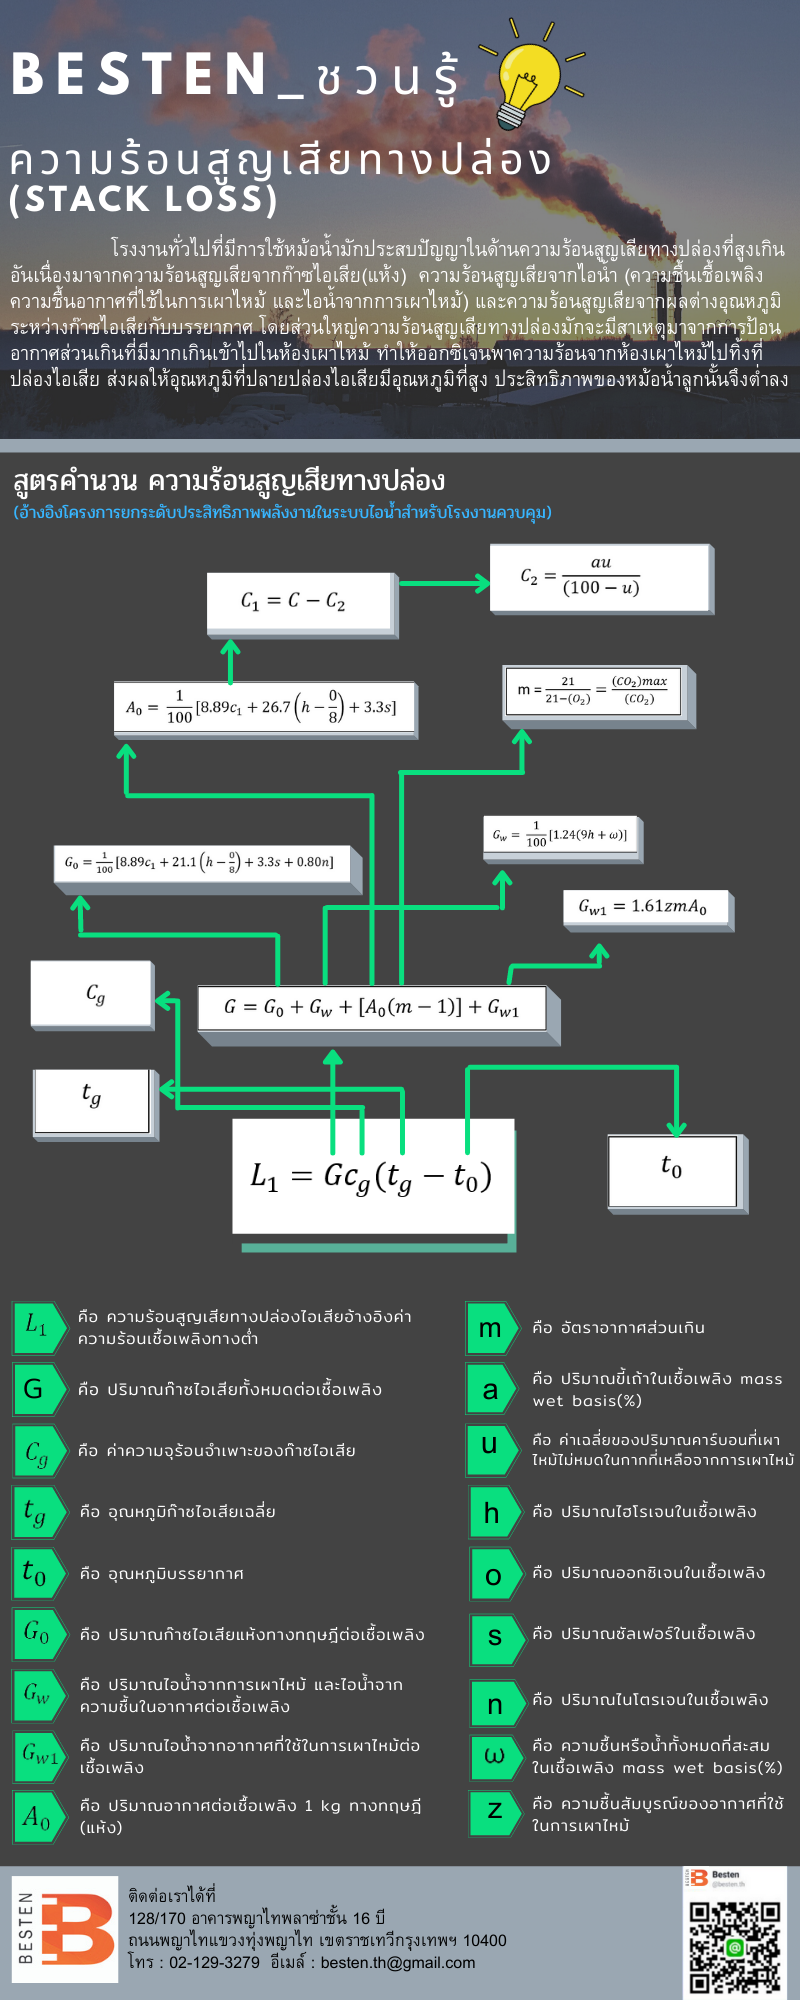 BESTEN_ชวนรู้
ความร้อนสูญเสียทางปล่อง
(STACK LOSS)
โรงงานทั่วไปที่มีการใช้หม้อน้ำมักประสบปัญญาในด้านความร้อนสูญเสียทางปล่องที่สูงเกิน
อันเนื่องมาจากความร้อนสูญเสียจากก๊าซไอเสีย(แห้ง) ความร้อนสูญเสียจากไอน้ำ (ความชื้นเชื้อเพลิง
ความชื้นอากาศที่ใช้ในการเผาไหม้ และไอน้ำจากการเผาไหม้) และความร้อนสูญเสียจากผลต่างอุณหภูมิ
ระหว่างก๊าซไอเสียกับบรรยากาศ โดยส่วนใหญ่ความร้อนสูญเสียทางปล่องมักจะมีสาเหตุมาจากการป้อน
อากาศส่วนเกินที่มีมากเกินเข้าไปในห้องเผาไหม้ ทำให้ออกซิเจนพาความร้อนจากห้องเผาไหม้ไปทิ้งที่
ปล่องไอเสีย ส่งผลให้อุณหภูมิที่ปลายปล่องไอเสียมีอุณหภูมิที่สูง ประสิทธิภาพของหม้อน้ำลูกนั้นจึงต่ำลง
สูตรคำนวน ความร้อนสูญเสียทางปล่อง
(อ้างอิงโครงการยกระดับประสิทธิภาพพลังงานในระบบไอน้ำสำหรับโรงงานควบคุม)
C₂ = au/(100 − u)
C₁ = C − C₂
A₀ = 1/100 [8.89c₁ + 26.7 (h − 0/8) + 3.3s]
m = 21/21−(O₂) = (CO₂)max/(CO₂)
G_w = 1/100 [1.24(9h + ω)]
G₀ = 1/100 [8.89c₁ + 21.1 (h − 0/8) + 3.3s + 0.80n]
G_w1 = 1.61zmA₀
C_g
G = G₀ + G_w + [A₀(m − 1)] + G_w1
t_g
L₁ = Gc_g(t_g − t₀)
t₀
L₁ คือ ความร้อนสูญเสียทางปล่องไอเสียอ้างอิงค่า
ความร้อนเชื้อเพลิงทางต่ำ
G คือ ปริมาณก๊าซไอเสียทั้งหมดต่อเชื้อเพลิง
C_g คือ ค่าความจุร้อนจำเพาะของก๊าซไอเสีย
t_g คือ อุณหภูมิก๊าซไอเสียเฉลี่ย
t₀ คือ อุณหภูมิบรรยากาศ
G₀ คือ ปริมาณก๊าซไอเสียแห้งทางทฤษฎีต่อเชื้อเพลิง
G_w คือ ปริมาณไอน้ำจากการเผาไหม้ และไอน้ำจาก
ความชื้นในอากาศต่อเชื้อเพลิง
G_w1 คือ ปริมาณไอน้ำจากอากาศที่ใช้ในการเผาไหม้ต่อ
เชื้อเพลิง
A₀ คือ ปริมาณอากาศต่อเชื้อเพลิง 1 kg ทางทฤษฎี
(แห้ง)
m คือ อัตราอากาศส่วนเกิน
a คือ ปริมาณขี้เถ้าในเชื้อเพลิง mass
wet basis(%)
u คือ ค่าเฉลี่ยของปริมาณคาร์บอนที่เผา
ไหม้ไม่หมดในกากที่เหลือจากการเผาไหม้
h คือ ปริมาณไฮโรเจนในเชื้อเพลิง
o คือ ปริมาณออกซิเจนในเชื้อเพลิง
s คือ ปริมาณซัลเฟอร์ในเชื้อเพลิง
n คือ ปริมาณไนโตรเจนในเชื้อเพลิง
ω คือ ความชื้นหรือน้ำทั้งหมดที่สะสม
ในเชื้อเพลิง mass wet basis(%)
z คือ ความชื้นสัมบูรณ์ของอากาศที่ใช้
ในการเผาไหม้
BESTEN
ติดต่อเราได้ที่
128/170 อาคารพญาไทพลาซ่าชั้น 16 บี
ถนนพญาไทแขวงทุ่งพญาไท เขตราชเทวีกรุงเทพฯ 10400
โทร : 02-129-3279 อีเมล์ : besten.th@gmail.com
Besten
@besten.th